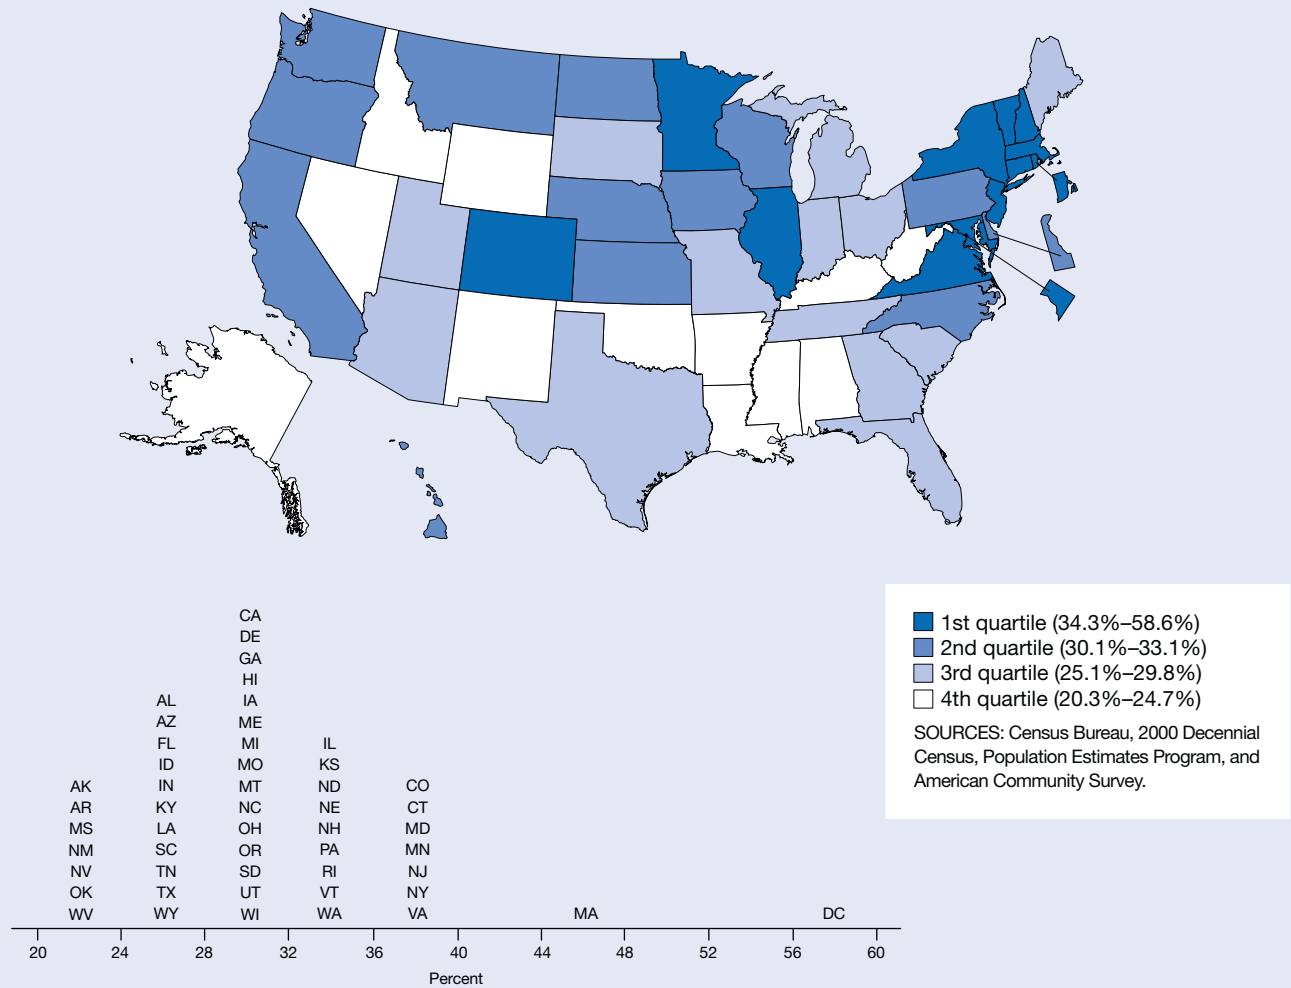 1st quartile (34.3%–58.6%)
2nd quartile (30.1%–33.1%)
3rd quartile (25.1%–29.8%)
4th quartile (20.3%–24.7%)
SOURCES: Census Bureau, 2000 Decennial
Census, Population Estimates Program, and
American Community Survey.
CA
DE
GA
HI
AL IA
AZ ME
FL MI IL
ID MO KS
AK IN MT ND CO
AR KY NC NE CT
MS LA OH NH MD
NM SC OR PA MN
NV TN SD RI NJ
OK TX UT VT NY
WV WY WI WA VA MA DC
20 24 28 32 36 40 44 48 52 56 60
Percent